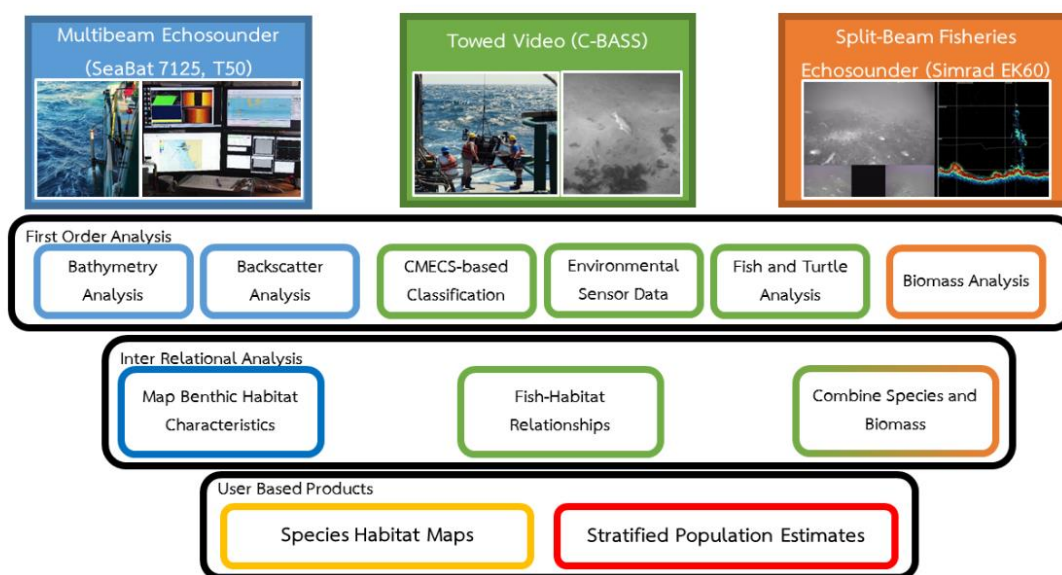 Multibeam Echosounder
(SeaBat 7125, T50)
Towed Video (C-BASS)
Split-Beam Fisheries
Echosounder (Simrad EK60)
First Order Analysis
Bathymetry
Analysis
Backscatter
Analysis
CMECS-based
Classification
Environmental
Sensor Data
Fish and Turtle
Analysis
Biomass Analysis
Inter Relational Analysis
Map Benthic Habitat
Characteristics
Fish-Habitat
Relationships
Combine Species and
Biomass
User Based Products
Species Habitat Maps
Stratified Population Estimates